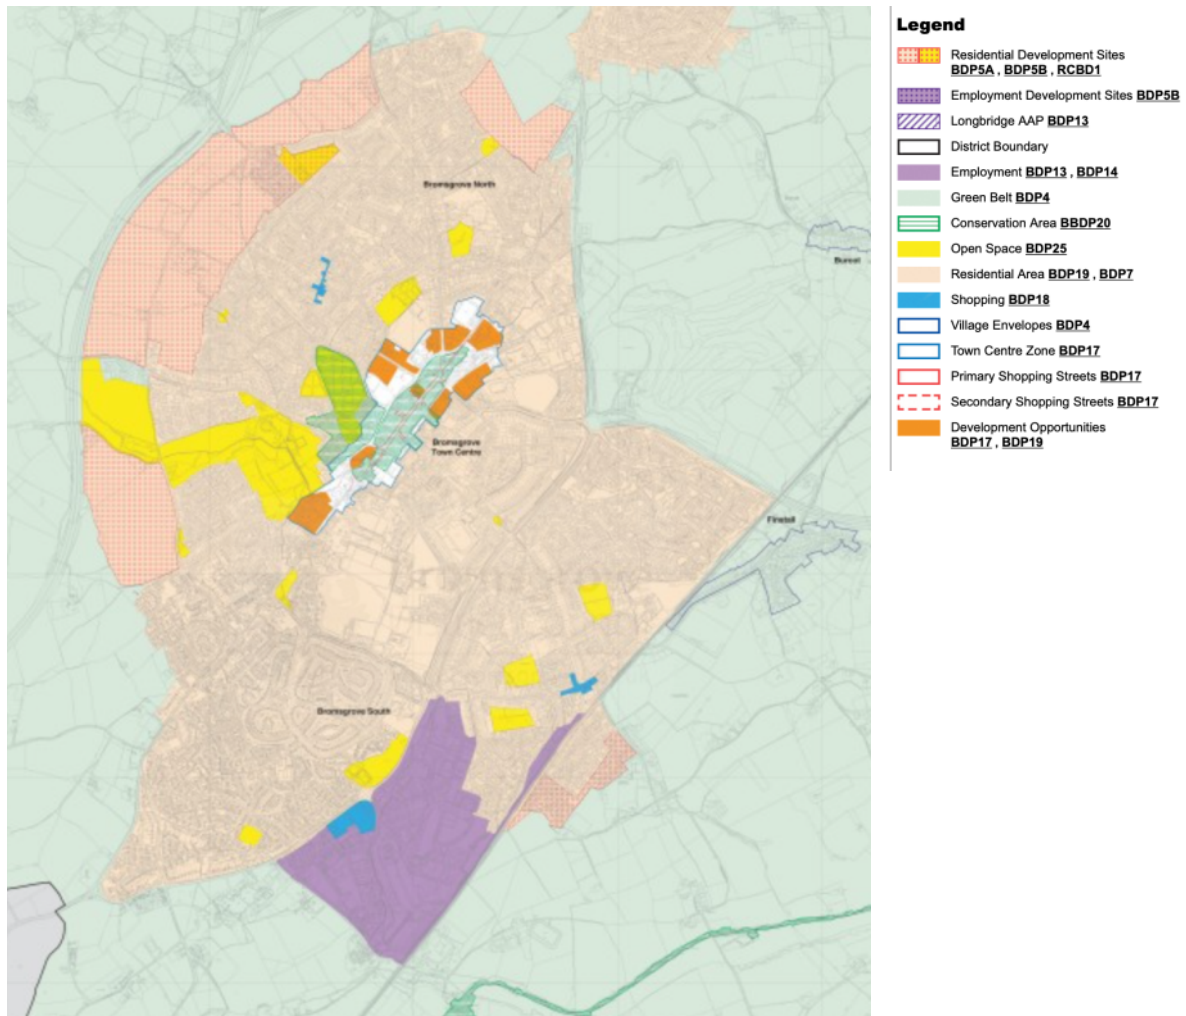 Legend
Residential Development Sites
BDP5A , BDP5B , RCBD1
Employment Development Sites BDP5B
Longbridge AAP BDP13
District Boundary
Employment BDP13 , BDP14
Green Belt BDP4
Conservation Area BBDP20
Open Space BDP25
Residential Area BDP19 , BDP7
Shopping BDP18
Village Envelopes BDP4
Town Centre Zone BDP17
Primary Shopping Streets BDP17
Secondary Shopping Streets BDP17
Development Opportunities
BDP17 , BDP19
Bromsgrove North
Burcot
Bromsgrove
Town Centre
Finstall
Bromsgrove South